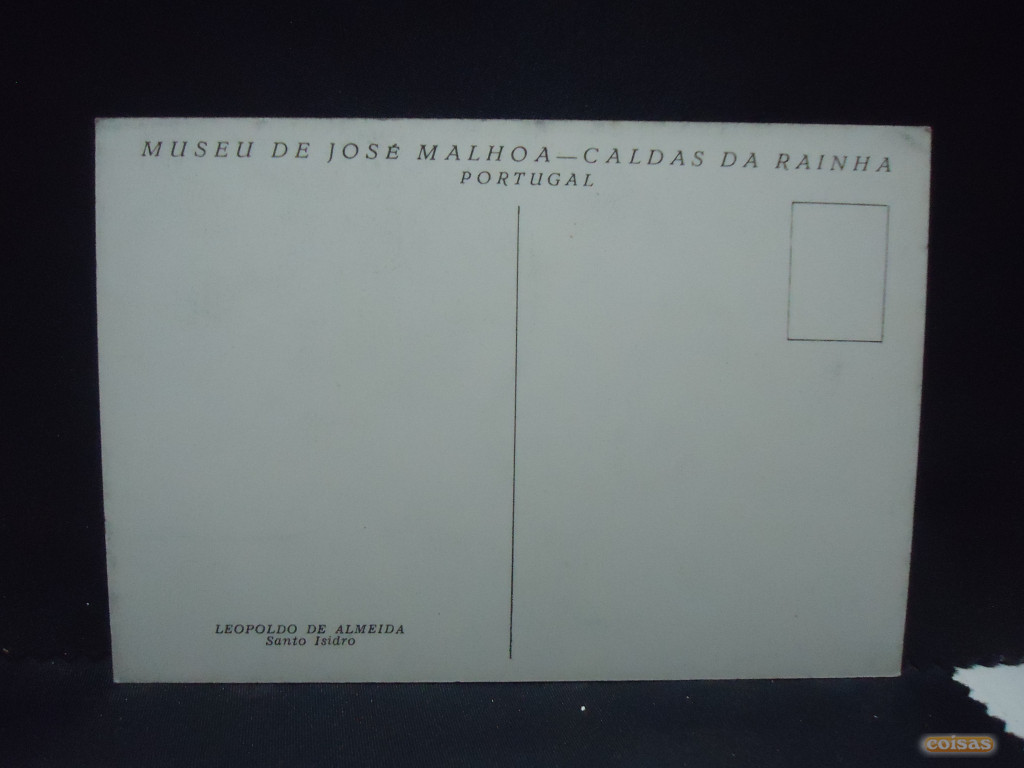 MUSEU DE JOSÉ MALHOA—CALDAS DA RAINHA
PORTUGAL
LEOPOLDO DE ALMEIDA
Santo Isidro
coisas